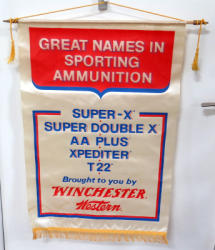 GREAT NAMES IN
SPORTING
AMMUNITION
SUPER-X
SUPER DOUBLE X
AA PLUS
XPEDITER
T22
Brought to you by
WINCHESTER
Western